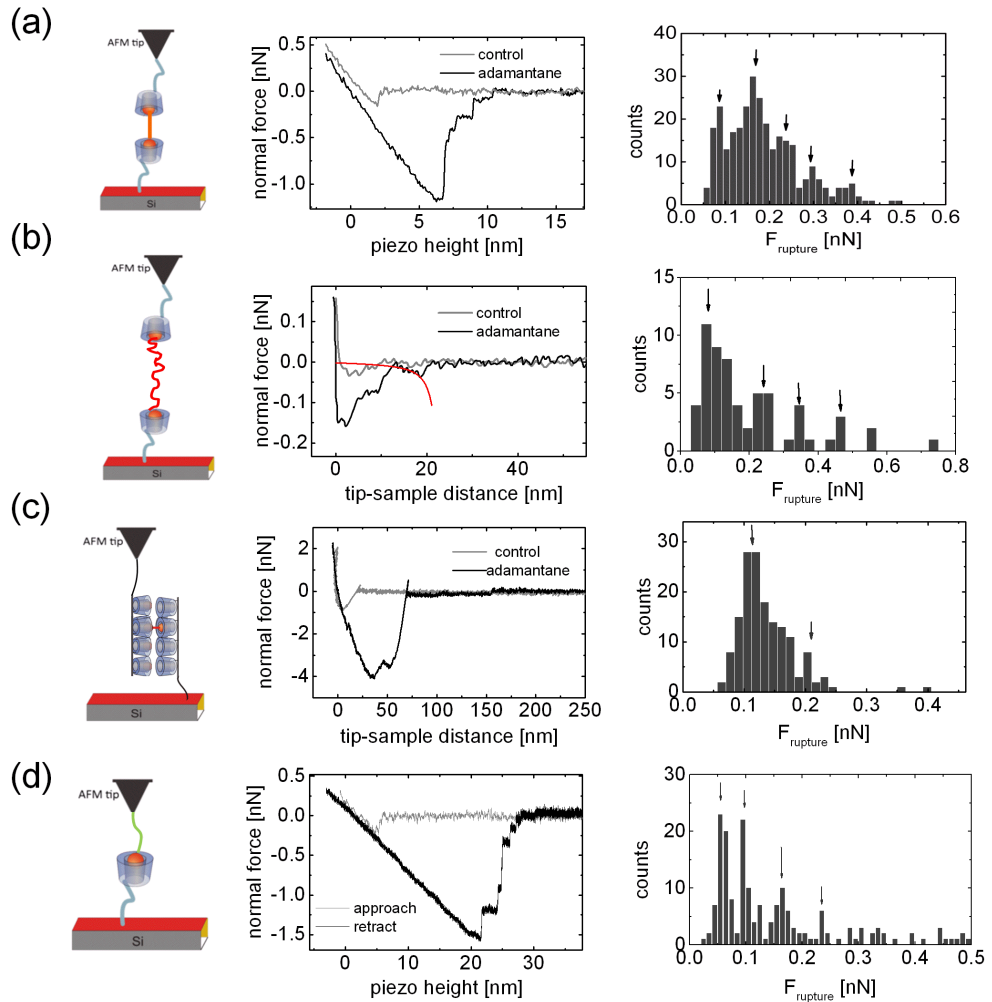 (a)
AFM tip
Si
normal force [nN]
0.5
0.0
-0.5
-1.0
control
adamantane
0
5
10
15
piezo height [nm]
counts
40
30
20
10
0
0.0
0.1
0.2
0.3
0.4
0.5
0.6
Frupture [nN]
(b)
AFM tip
Si
normal force [nN]
0.1
0.0
-0.1
-0.2
control
adamantane
0
20
40
tip-sample distance [nm]
counts
15
10
5
0
0.0
0.2
0.4
0.6
0.8
Frupture [nN]
(c)
AFM tip
Si
normal force [nN]
2
0
-2
-4
control
adamantane
0
50
100
150
200
250
tip-sample distance [nm]
counts
30
20
10
0
0.0
0.1
0.2
0.3
0.4
Frupture [nN]
(d)
AFM tip
Si
normal force [nN]
0.5
0.0
-0.5
-1.0
-1.5
approach
retract
0
10
20
30
piezo height [nm]
counts
30
20
10
0
0.0
0.1
0.2
0.3
0.4
0.5
Frupture [nN]